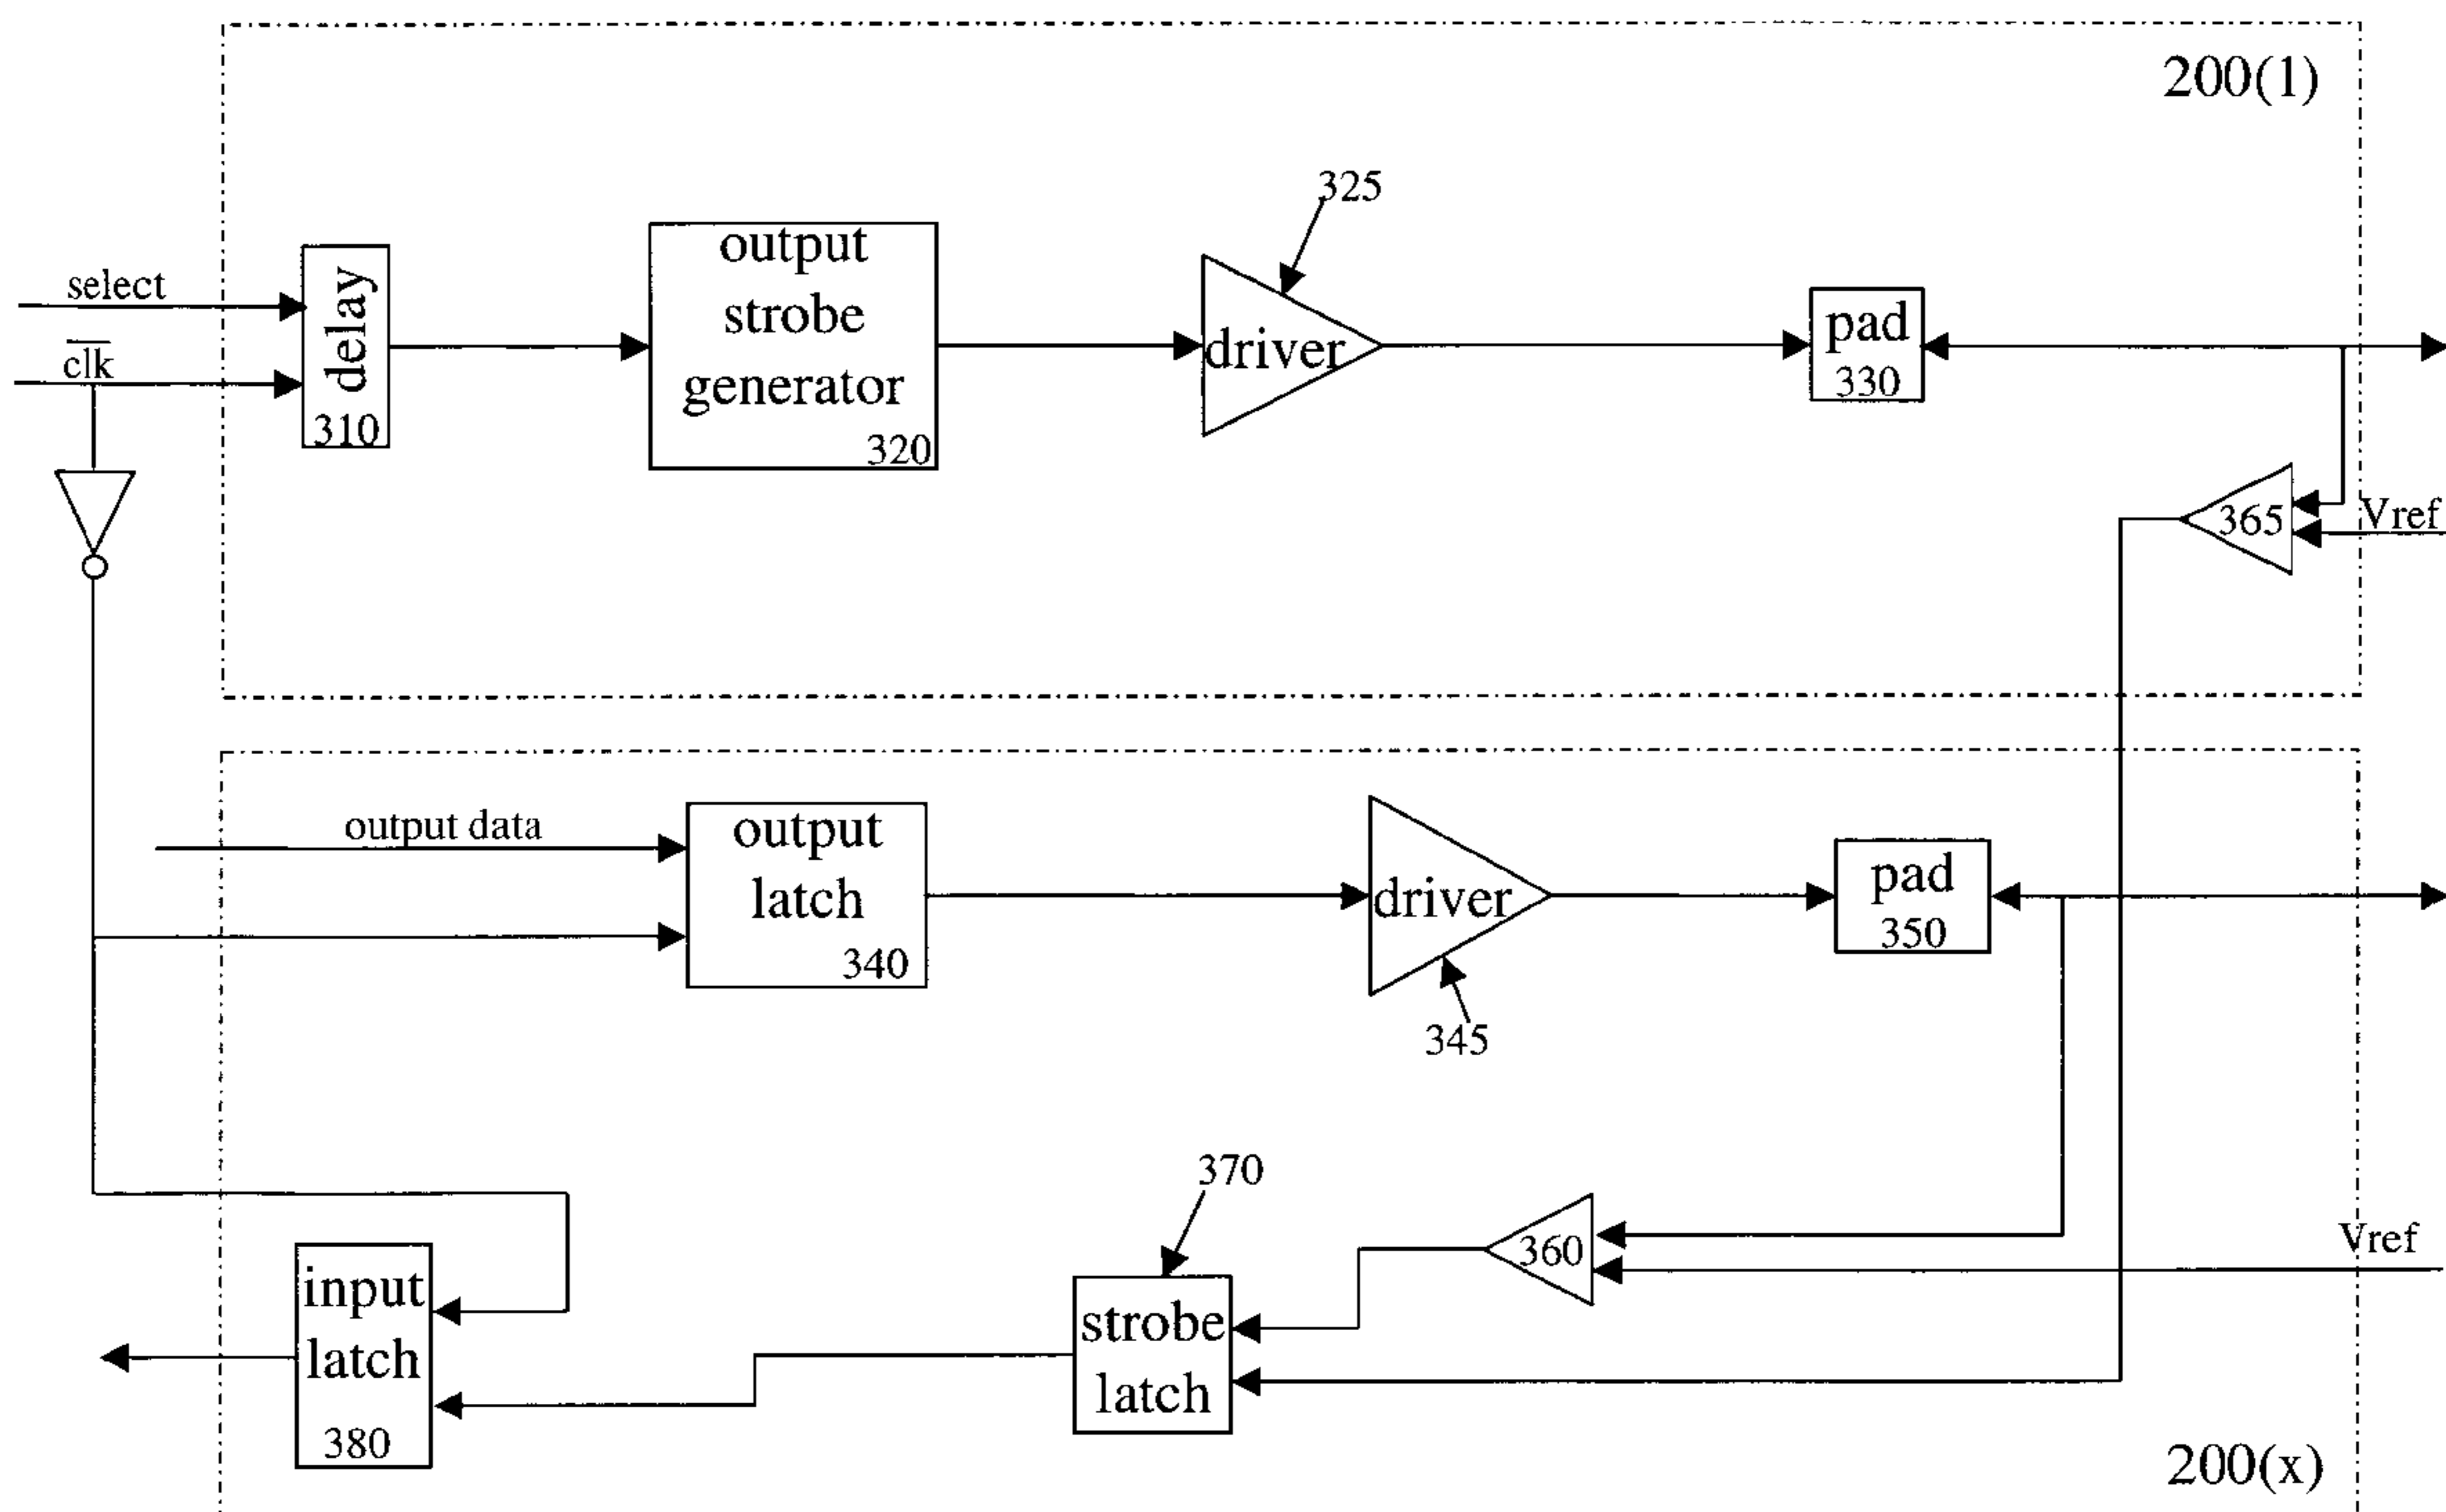 200(1)
325
select
clk
delay
310
output
strobe
generator
320
driver
pad
330
365
Vref
output data
output
latch
340
driver
345
pad
350
370
360
Vref
input
latch
380
strobe
latch
200(x)